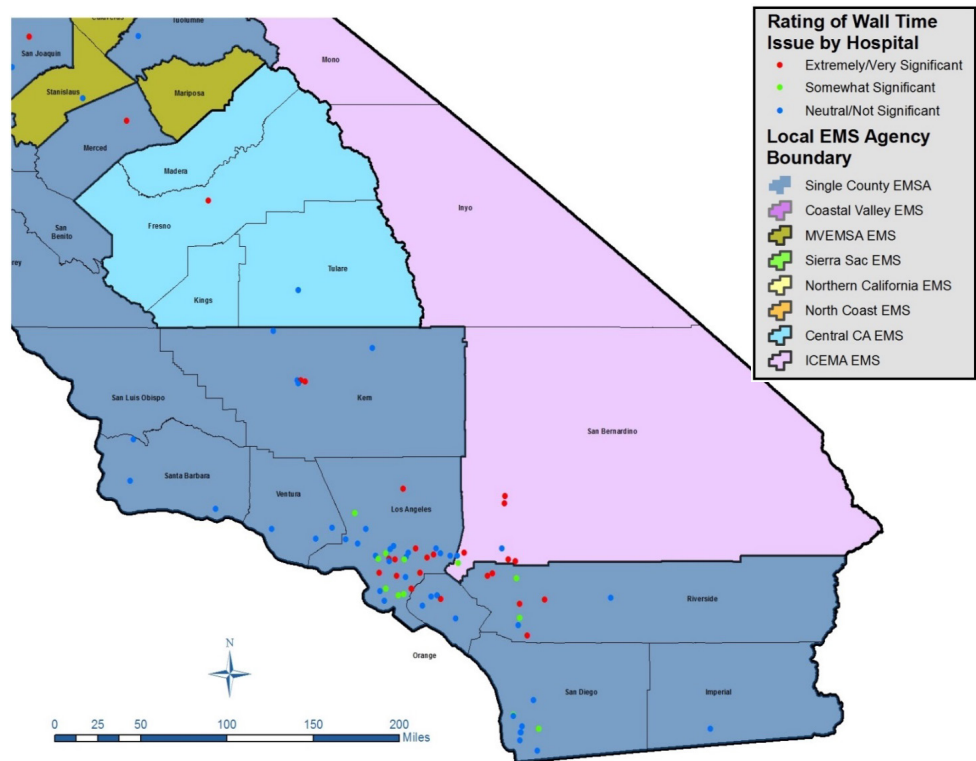 Rating of Wall Time
Issue by Hospital
Extremely/Very Significant
Somewhat Significant
Neutral/Not Significant
Local EMS Agency
Boundary
Single County EMSA
Coastal Valley EMS
MVEMSA EMS
Sierra Sac EMS
Northern California EMS
North Coast EMS
Central CA EMS
ICEMA EMS
Tuolumne
San Joaquin
Mono
Stanislaus
Mariposa
Merced
Madera
Inyo
Fresno
San
Benito
Tulare
Kings
San Luis Obispo
Kern
San Bernardino
Santa Barbara
Ventura
Los Angeles
Riverside
Orange
San Diego
Imperial
N
0 25 50 100 150 200
Miles